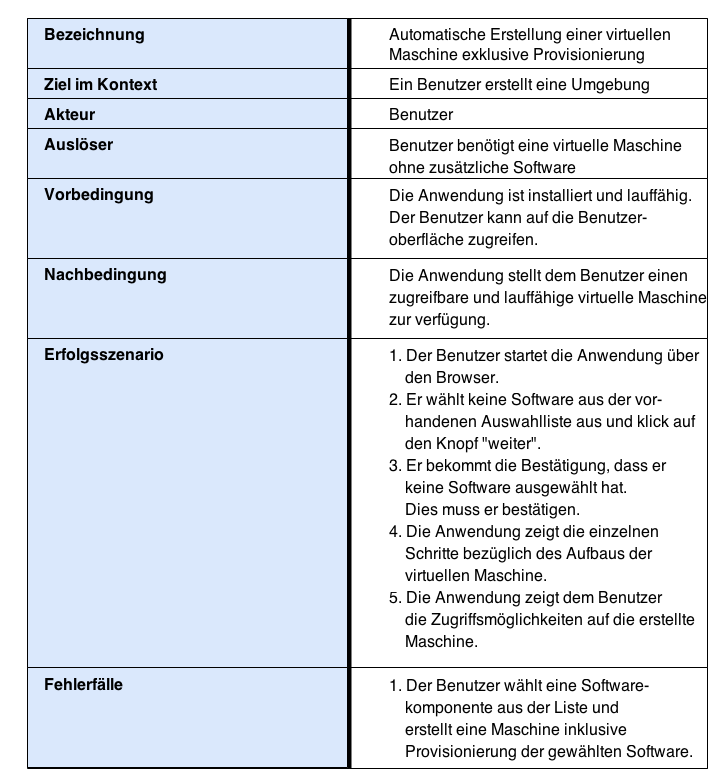 Bezeichnung
Automatische Erstellung einer virtuellen
Maschine exklusive Provisionierung
Ziel im Kontext
Ein Benutzer erstellt eine Umgebung
Akteur
Benutzer
Auslöser
Benutzer benötigt eine virtuelle Maschine
ohne zusätzliche Software
Vorbedingung
Die Anwendung ist installiert und lauffähig.
Der Benutzer kann auf die Benutzer-
oberfläche zugreifen.
Nachbedingung
Die Anwendung stellt dem Benutzer einen
zugreifbare und lauffähige virtuelle Maschine
zur verfügung.
Erfolgsszenario
1. Der Benutzer startet die Anwendung über
den Browser.
2. Er wählt keine Software aus der vor-
handenen Auswahlliste aus und klick auf
den Knopf "weiter".
3. Er bekommt die Bestätigung, dass er
keine Software ausgewählt hat.
Dies muss er bestätigen.
4. Die Anwendung zeigt die einzelnen
Schritte bezüglich des Aufbaus der
virtuellen Maschine.
5. Die Anwendung zeigt dem Benutzer
die Zugriffsmöglichkeiten auf die erstellte
Maschine.
Fehlerfälle
1. Der Benutzer wählt eine Software-
komponente aus der Liste und
erstellt eine Maschine inklusive
Provisionierung der gewählten Software.